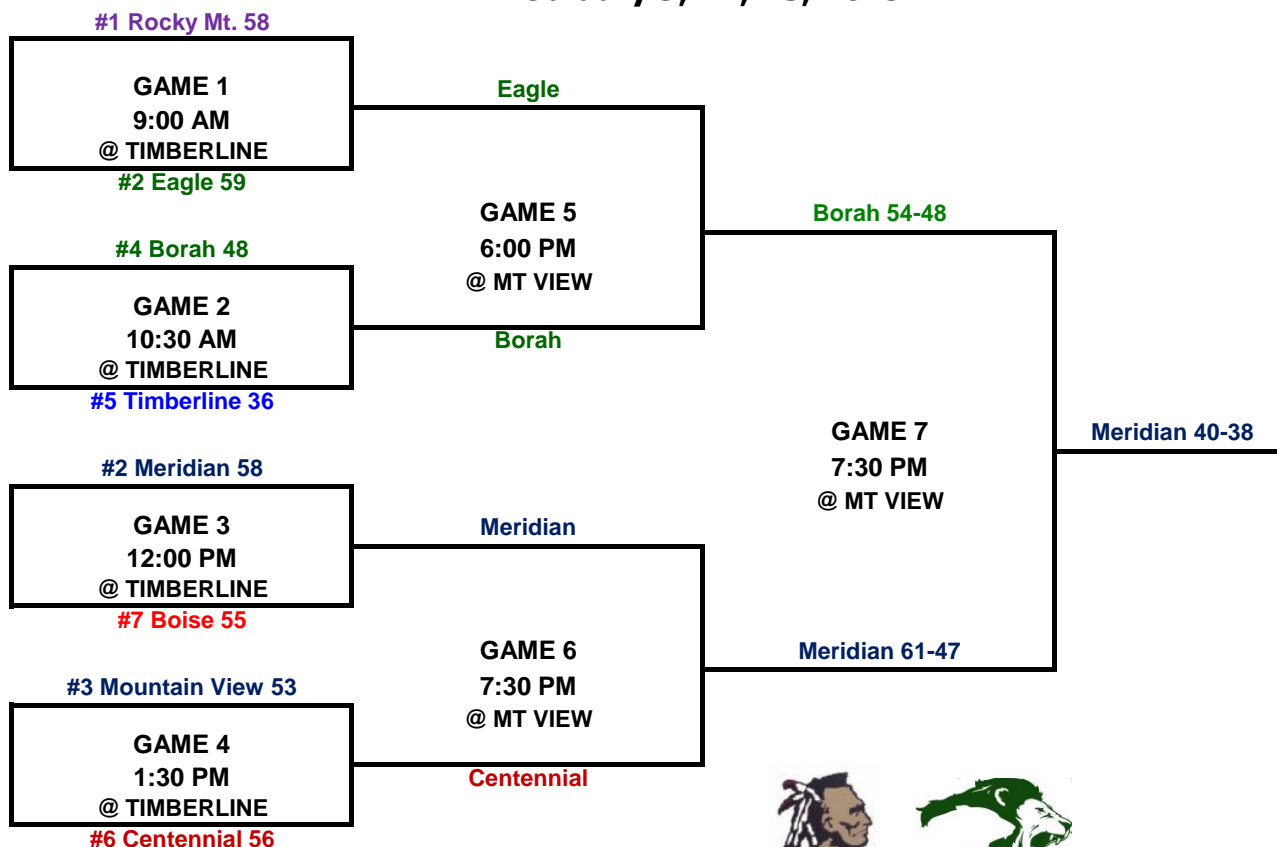 #1 Rocky Mt. 58
GAME 1
9:00 AM
@ TIMBERLINE
#2 Eagle 59
#4 Borah 48
GAME 2
10:30 AM
@ TIMBERLINE
#5 Timberline 36
#2 Meridian 58
GAME 3
12:00 PM
@ TIMBERLINE
#7 Boise 55
#3 Mountain View 53
GAME 4
1:30 PM
@ TIMBERLINE
#6 Centennial 56
Eagle
GAME 5
6:00 PM
@ MT VIEW
Borah
Meridian
GAME 6
7:30 PM
@ MT VIEW
Centennial
Borah 54-48
GAME 7
7:30 PM
@ MT VIEW
Meridian 61-47
Meridian 40-38